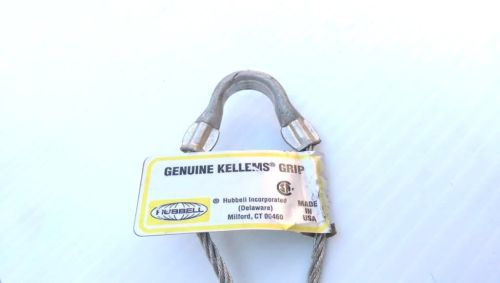 GENUINE KELLEMS® GRIP
HUBBELL
® Hubbell Incorporated
(Delaware)
Milford, CT 06460
MADE
IN
USA